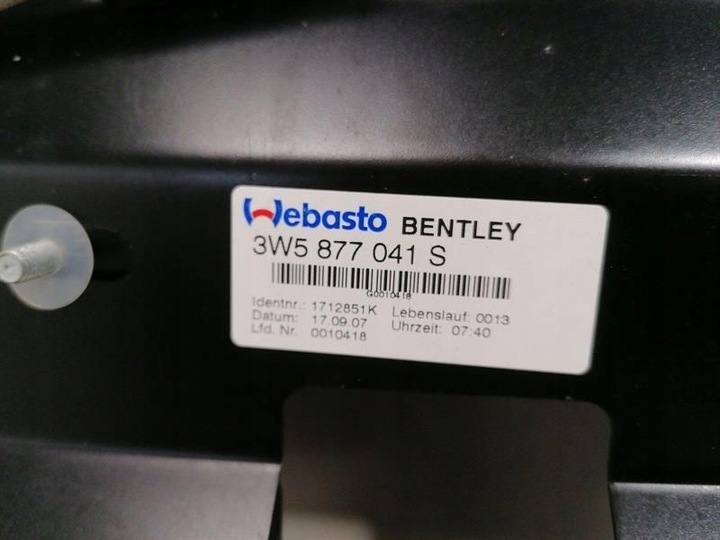 Webasto BENTLEY
3W5 877 041 S
G0010418
Identnr.: 1712851K Lebenslauf: 0013
Datum: 17.09.07 Uhrzeit: 07:40
Lfd. Nr. 0010418